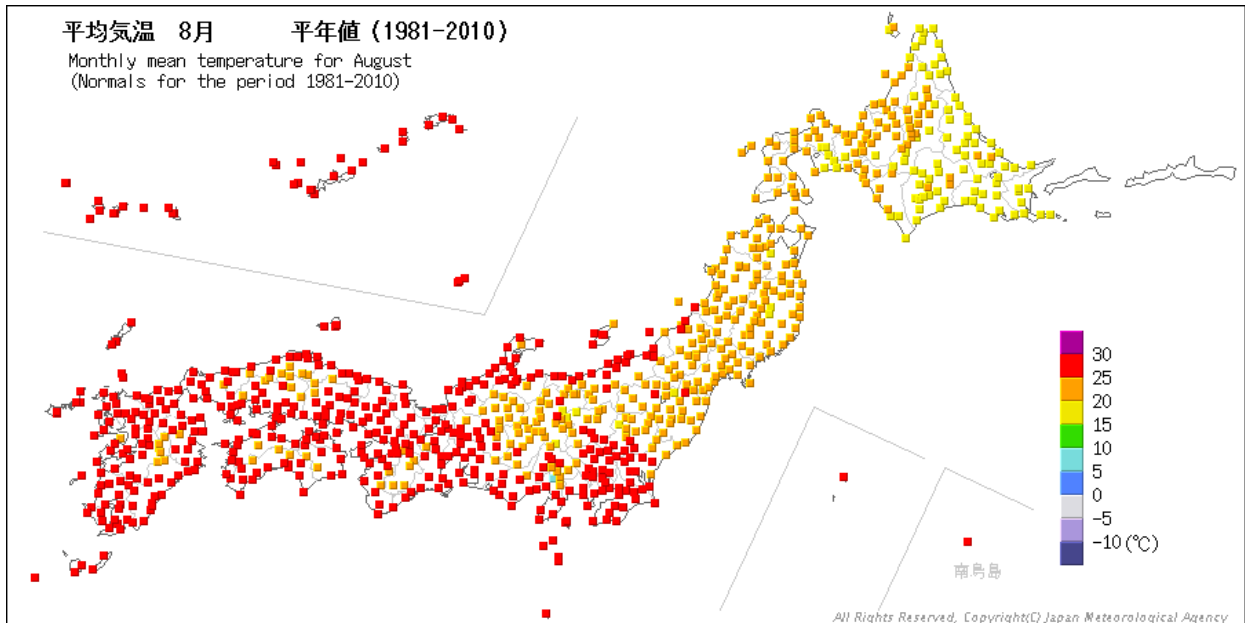 平均気温 8月 平年値 (1981-2010)
Monthly mean temperature for August
(Normals for the period 1981-2010)
30
25
20
15
10
5
0
-5
-10 (℃)
南鳥島
All Rights Reserved, Copyright(C) Japan Meteorological Agency